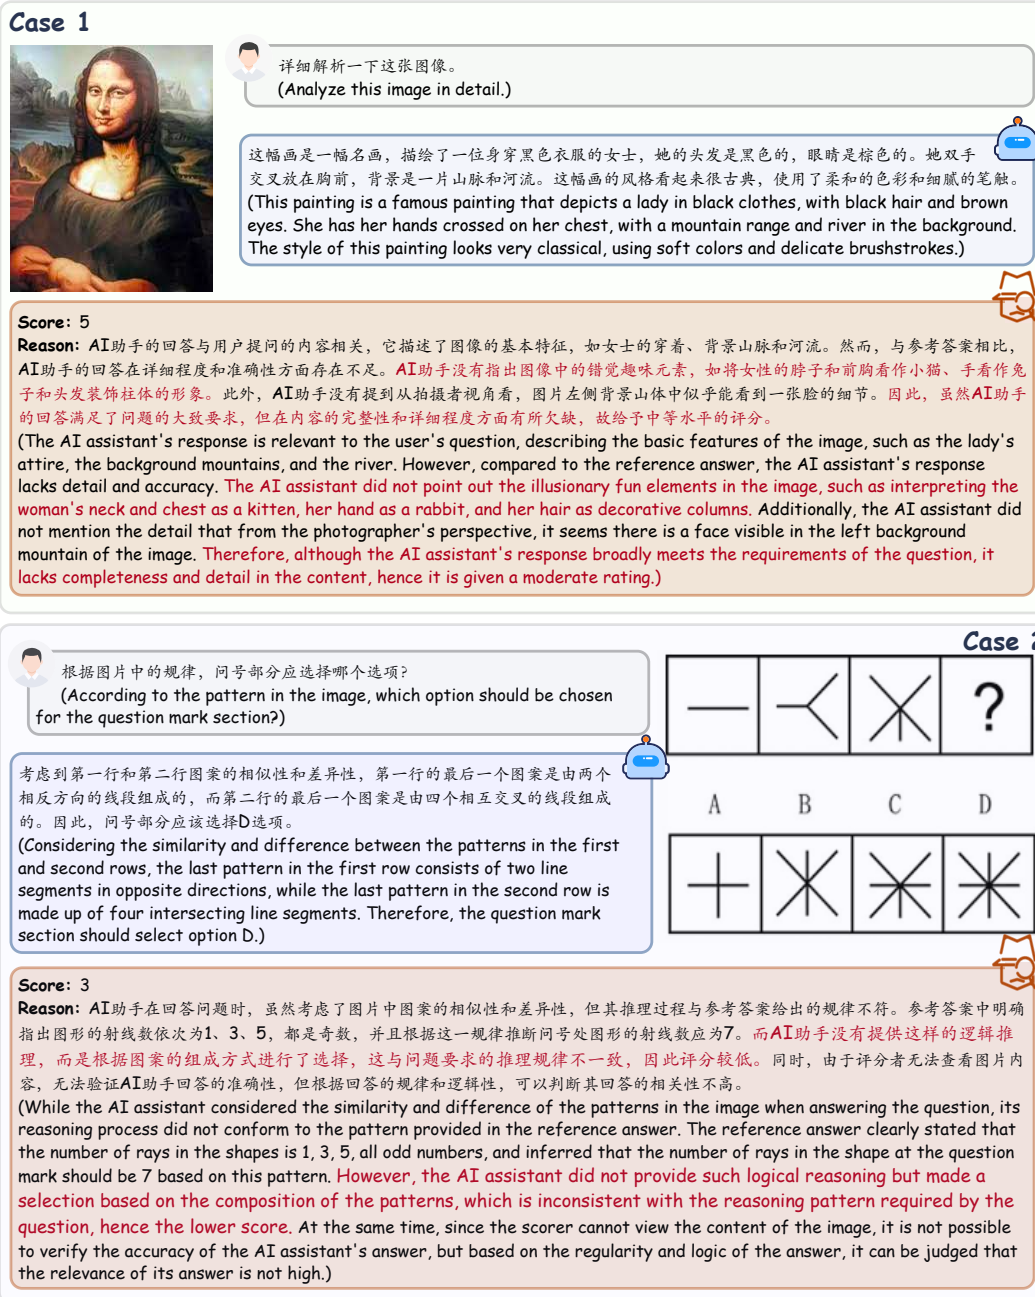 Case 1
详细解析一下这张图像。
(Analyze this image in detail.)
这幅画是一幅名画，描绘了一位身穿黑色衣服的女士，她的头发是黑色的，眼睛是棕色的。她双手
交叉放在胸前，背景是一片山脉和河流。这幅画的风格看起来很古典，使用了柔和的色彩和细腻的笔触。
(This painting is a famous painting that depicts a lady in black clothes, with black hair and brown
eyes. She has her hands crossed on her chest, with a mountain range and river in the background.
The style of this painting looks very classical, using soft colors and delicate brushstrokes.)
Score: 5
Reason: AI助手的回答与用户提问的内容相关，它描述了图像的基本特征，如女士的穿着、背景山脉和河流。然而，与参考答案相比，
AI助手的回答在详细程度和准确性方面存在不足。AI助手没有指出图像中的错觉趣味元素，如将女性的脖子和前胸看作小猫、手看作兔
子和头发装饰柱体的形象。此外，AI助手没有提到从拍摄者视角看，图片左侧背景山体中似乎能看到一张脸的细节。因此，虽然AI助手
的回答满足了问题的大致要求，但在内容的完整性和详细程度方面有所欠缺，故给予中等水平的评分。
(The AI assistant's response is relevant to the user's question, describing the basic features of the image, such as the lady's
attire, the background mountains, and the river. However, compared to the reference answer, the AI assistant's response
lacks detail and accuracy. The AI assistant did not point out the illusionary fun elements in the image, such as interpreting the
woman's neck and chest as a kitten, her hand as a rabbit, and her hair as decorative columns. Additionally, the AI assistant did
not mention the detail that from the photographer's perspective, it seems there is a face visible in the left background
mountain of the image. Therefore, although the AI assistant's response broadly meets the requirements of the question, it
lacks completeness and detail in the content, hence it is given a moderate rating.)
Case 2
根据图片中的规律，问号部分应选择哪个选项?
(According to the pattern in the image, which option should be chosen
for the question mark section?)
?
A B C D
考虑到第一行和第二行图案的相似性和差异性，第一行的最后一个图案是由两个
相反方向的线段组成的，而第二行的最后一个图案是由四个相互交叉的线段组成
的。因此，问号部分应该选择D选项。
(Considering the similarity and difference between the patterns in the first
and second rows, the last pattern in the first row consists of two line
segments in opposite directions, while the last pattern in the second row is
made up of four intersecting line segments. Therefore, the question mark
section should select option D.)
Score: 3
Reason: AI助手在回答问题时，虽然考虑了图片中图案的相似性和差异性，但其推理过程与参考答案给出的规律不符。参考答案中明确
指出图形的射线数依次为1、3、5，都是奇数，并且根据这一规律推断问号处图形的射线数应为7。而AI助手没有提供这样的逻辑推
理，而是根据图案的组成方式进行了选择，这与问题要求的推理规律不一致，因此评分较低。同时，由于评分者无法查看图片内
容，无法验证AI助手回答的准确性，但根据回答的规律和逻辑性，可以判断其回答的相关性不高。
(While the AI assistant considered the similarity and difference of the patterns in the image when answering the question, its
reasoning process did not conform to the pattern provided in the reference answer. The reference answer clearly stated that
the number of rays in the shapes is 1, 3, 5, all odd numbers, and inferred that the number of rays in the shape at the question
mark should be 7 based on this pattern. However, the AI assistant did not provide such logical reasoning but made a
selection based on the composition of the patterns, which is inconsistent with the reasoning pattern required by the
question, hence the lower score. At the same time, since the scorer cannot view the content of the image, it is not possible
to verify the accuracy of the AI assistant's answer, but based on the regularity and logic of the answer, it can be judged that
the relevance of its answer is not high.)